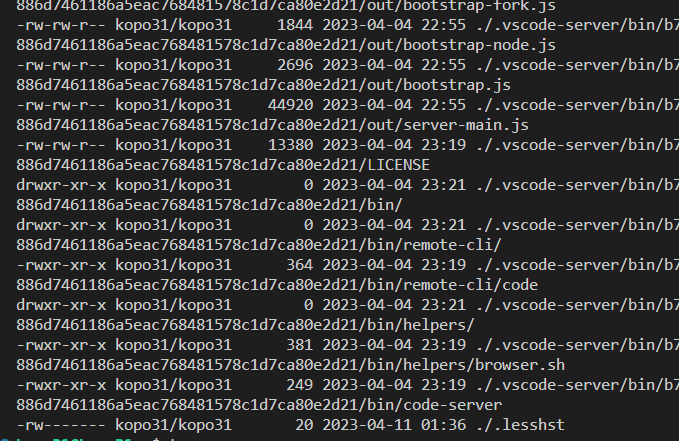 886d7461186a5eac768481578c1d7ca80e2d21/out/bootstrap-fork.js
-rw-rw-r-- kopo31/kopo31     1844 2023-04-04 22:55 ./.vscode-server/bin/b7
886d7461186a5eac768481578c1d7ca80e2d21/out/bootstrap-node.js
-rw-rw-r-- kopo31/kopo31     2696 2023-04-04 22:55 ./.vscode-server/bin/b7
886d7461186a5eac768481578c1d7ca80e2d21/out/bootstrap.js
-rw-rw-r-- kopo31/kopo31    44920 2023-04-04 22:55 ./.vscode-server/bin/b7
886d7461186a5eac768481578c1d7ca80e2d21/out/server-main.js
-rw-rw-r-- kopo31/kopo31    13380 2023-04-04 23:19 ./.vscode-server/bin/b7
886d7461186a5eac768481578c1d7ca80e2d21/LICENSE
drwxr-xr-x kopo31/kopo31        0 2023-04-04 23:21 ./.vscode-server/bin/b7
886d7461186a5eac768481578c1d7ca80e2d21/bin/
drwxr-xr-x kopo31/kopo31        0 2023-04-04 23:21 ./.vscode-server/bin/b7
886d7461186a5eac768481578c1d7ca80e2d21/bin/remote-cli/
-rwxr-xr-x kopo31/kopo31      364 2023-04-04 23:19 ./.vscode-server/bin/b7
886d7461186a5eac768481578c1d7ca80e2d21/bin/remote-cli/code
drwxr-xr-x kopo31/kopo31        0 2023-04-04 23:21 ./.vscode-server/bin/b7
886d7461186a5eac768481578c1d7ca80e2d21/bin/helpers/
-rwxr-xr-x kopo31/kopo31      381 2023-04-04 23:19 ./.vscode-server/bin/b7
886d7461186a5eac768481578c1d7ca80e2d21/bin/helpers/browser.sh
-rwxr-xr-x kopo31/kopo31      249 2023-04-04 23:19 ./.vscode-server/bin/b7
886d7461186a5eac768481578c1d7ca80e2d21/bin/code-server
-rw------- kopo31/kopo31       20 2023-04-11 01:36 ./.lesshst